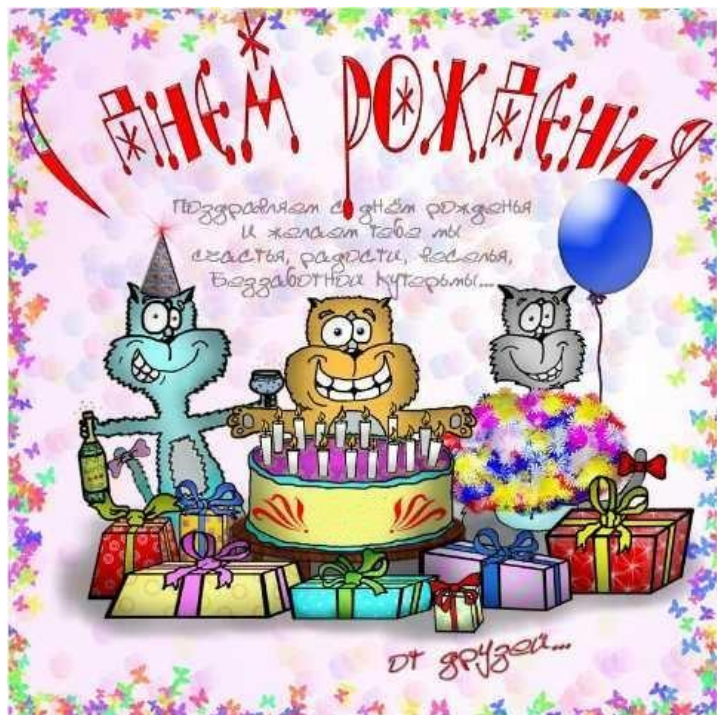 С ДНЁМ РОЖДЕНИЯ
Поздравляем с днём рожденья
и желаем тебе мы
счастья, радости, веселья,
Беззаботной кутерьмы...
от друзей...